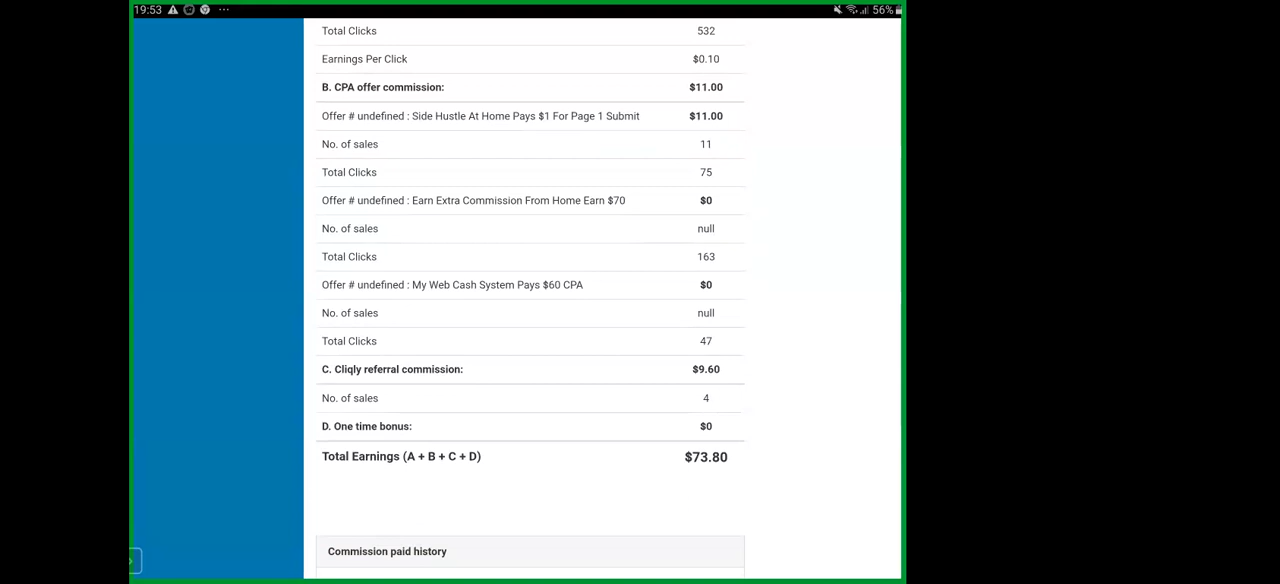 19:53 ... 56%
Total Clicks 532
Earnings Per Click $0.10
B. CPA offer commission: $11.00
Offer # undefined : Side Hustle At Home Pays $1 For Page 1 Submit $11.00
No. of sales 11
Total Clicks 75
Offer # undefined : Earn Extra Commission From Home Earn $70 $0
No. of sales null
Total Clicks 163
Offer # undefined : My Web Cash System Pays $60 CPA $0
No. of sales null
Total Clicks 47
C. Cliqly referral commission: $9.60
No. of sales 4
D. One time bonus: $0
Total Earnings (A + B + C + D) $73.80
Commission paid history